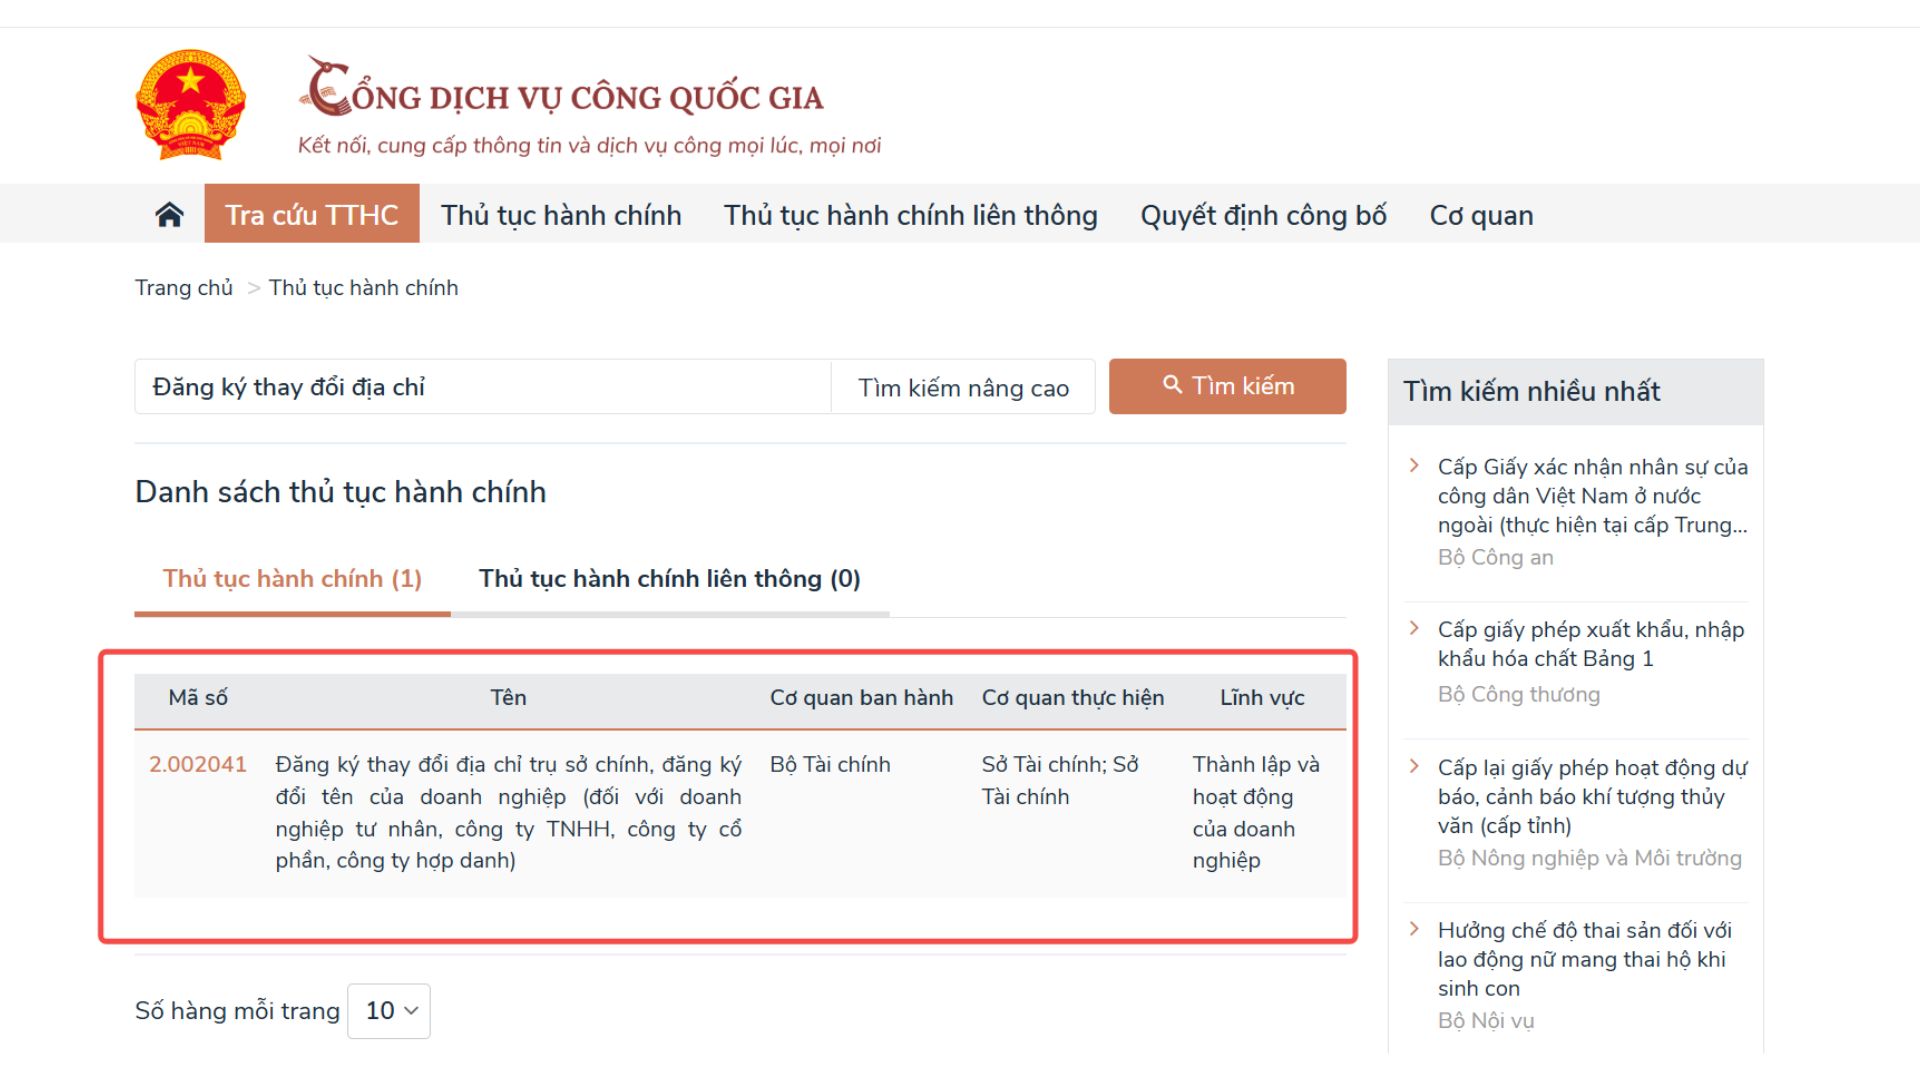 CỔNG DỊCH VỤ CÔNG QUỐC GIA
Kết nối, cung cấp thông tin và dịch vụ công mọi lúc, mọi nơi
Tra cứu TTHC Thủ tục hành chính Thủ tục hành chính liên thông Quyết định công bố Cơ quan
Trang chủ > Thủ tục hành chính
Đăng ký thay đổi địa chỉ Tìm kiếm nâng cao Tìm kiếm
Danh sách thủ tục hành chính
Thủ tục hành chính (1) Thủ tục hành chính liên thông (0)
Mã số Tên Cơ quan ban hành Cơ quan thực hiện Lĩnh vực
2.002041
Đăng ký thay đổi địa chỉ trụ sở chính, đăng ký
đổi tên của doanh nghiệp (đối với doanh
nghiệp tư nhân, công ty TNHH, công ty cổ
phần, công ty hợp danh)
Bộ Tài chính
Sở Tài chính; Sở
Tài chính
Thành lập và
hoạt động
của doanh
nghiệp
Số hàng mỗi trang 10
Tìm kiếm nhiều nhất
Cấp Giấy xác nhận nhân sự của
công dân Việt Nam ở nước
ngoài (thực hiện tại cấp Trung...
Bộ Công an
Cấp giấy phép xuất khẩu, nhập
khẩu hóa chất Bảng 1
Bộ Công thương
Cấp lại giấy phép hoạt động dự
báo, cảnh báo khí tượng thủy
văn (cấp tỉnh)
Bộ Nông nghiệp và Môi trường
Hưởng chế độ thai sản đối với
lao động nữ mang thai hộ khi
sinh con
Bộ Nội vụ